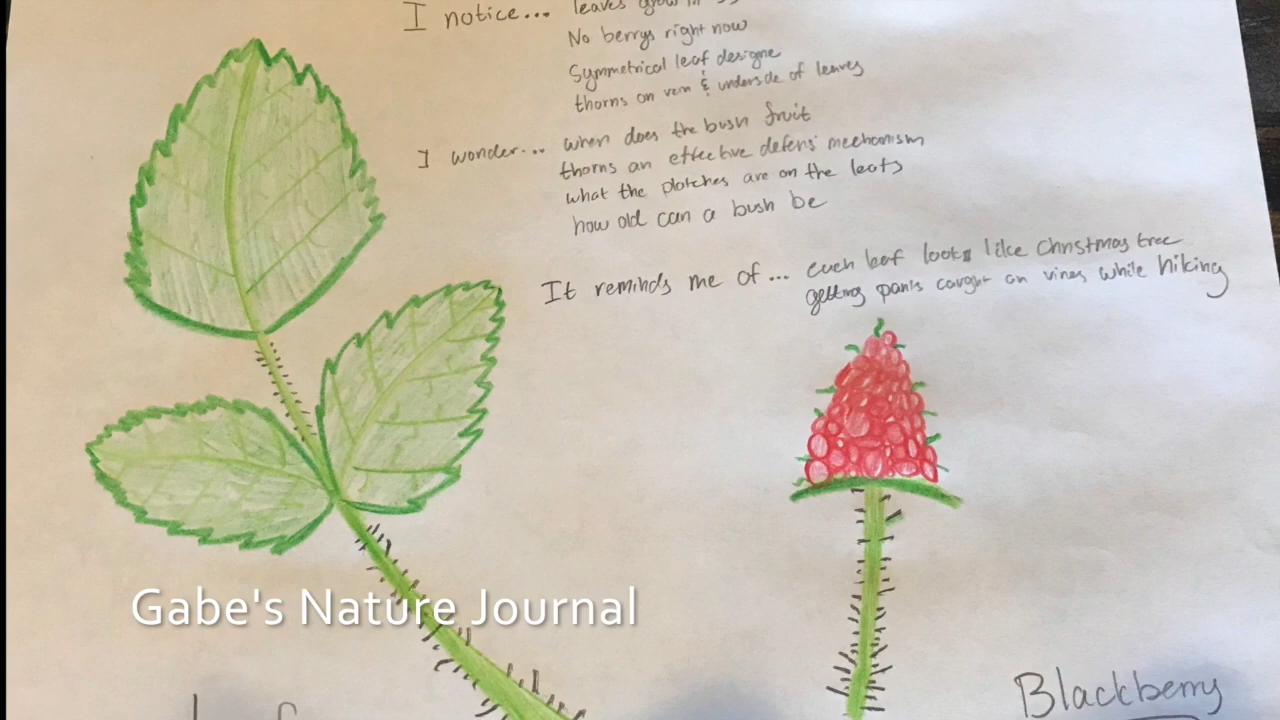 I notice... leaves grow in
No berrys right now
Symmetrical leaf designe
thorns on vein & underside of leaves
I wonder... when does the bush fruit
thorns an effective defens mechanism
what the plotches are on the leafs
how old can a bush be
It reminds me of... each leaf looks like christmas tree
getting pants caught on vines while hiking
Gabe's Nature Journal
Blackberry